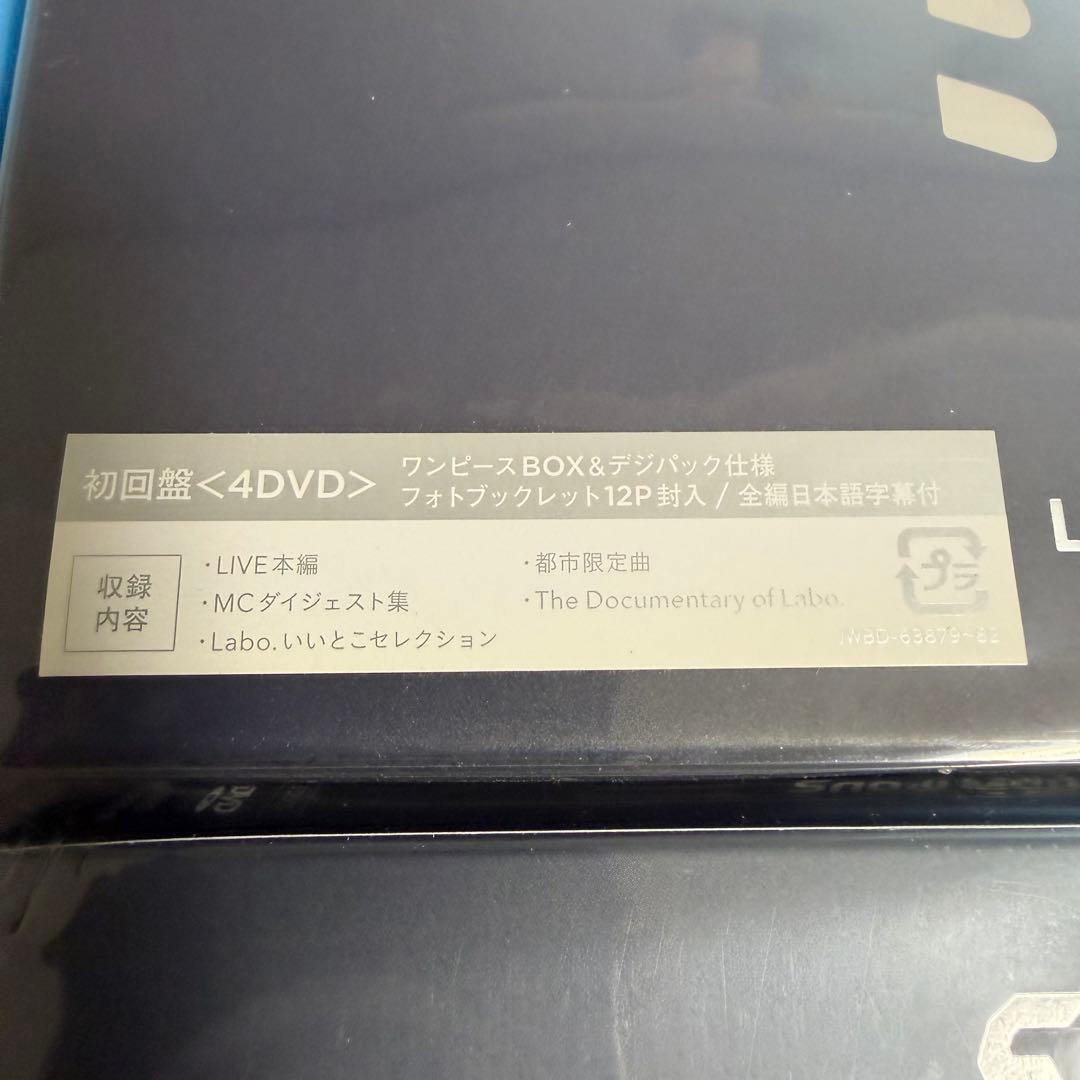 初回盤<4DVD>
ワンピースBOX&デジパック仕様
フォトブックレット12P封入 / 全編日本語字幕付
収録
内容
・LIVE本編
・MCダイジェスト集
・Labo.いいとこセレクション
・都市限定曲
・The Documentary of Labo.
プラ
JWBD-63879~82